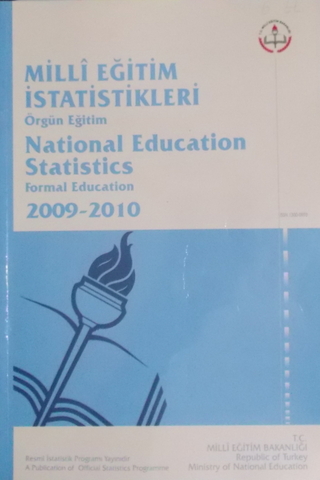 MİLLÎ EĞİTİM
İSTATİSTİKLERİ
Örgün Eğitim
National Education
Statistics
Formal Education
2009-2010
T.C.
MİLLÎ EĞİTİM BAKANLIĞI
Republic of Turkey
Ministry of National Education
Resmi İstatistik Programı Yayınıdır
A Publication of Official Statistics Programme